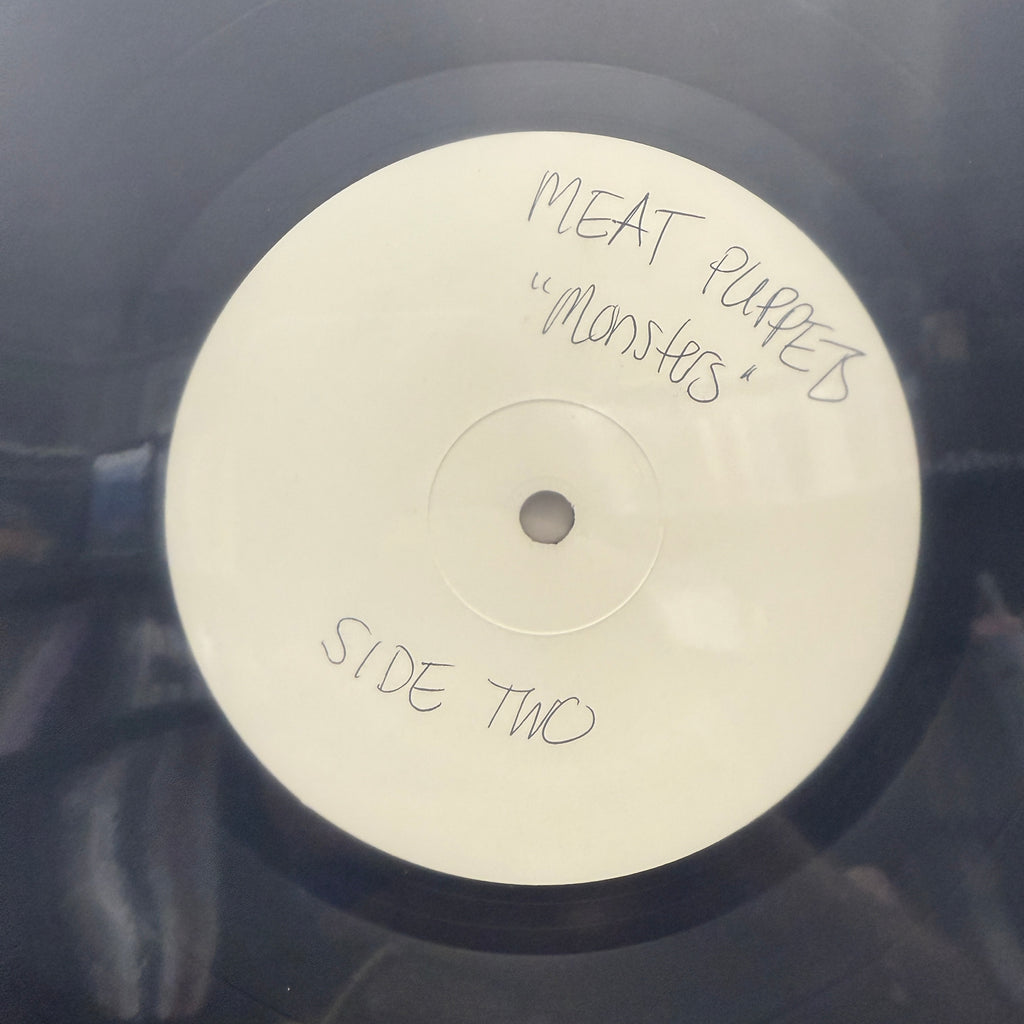 MEAT PUPPETS
"Monsters"
SIDE TWO